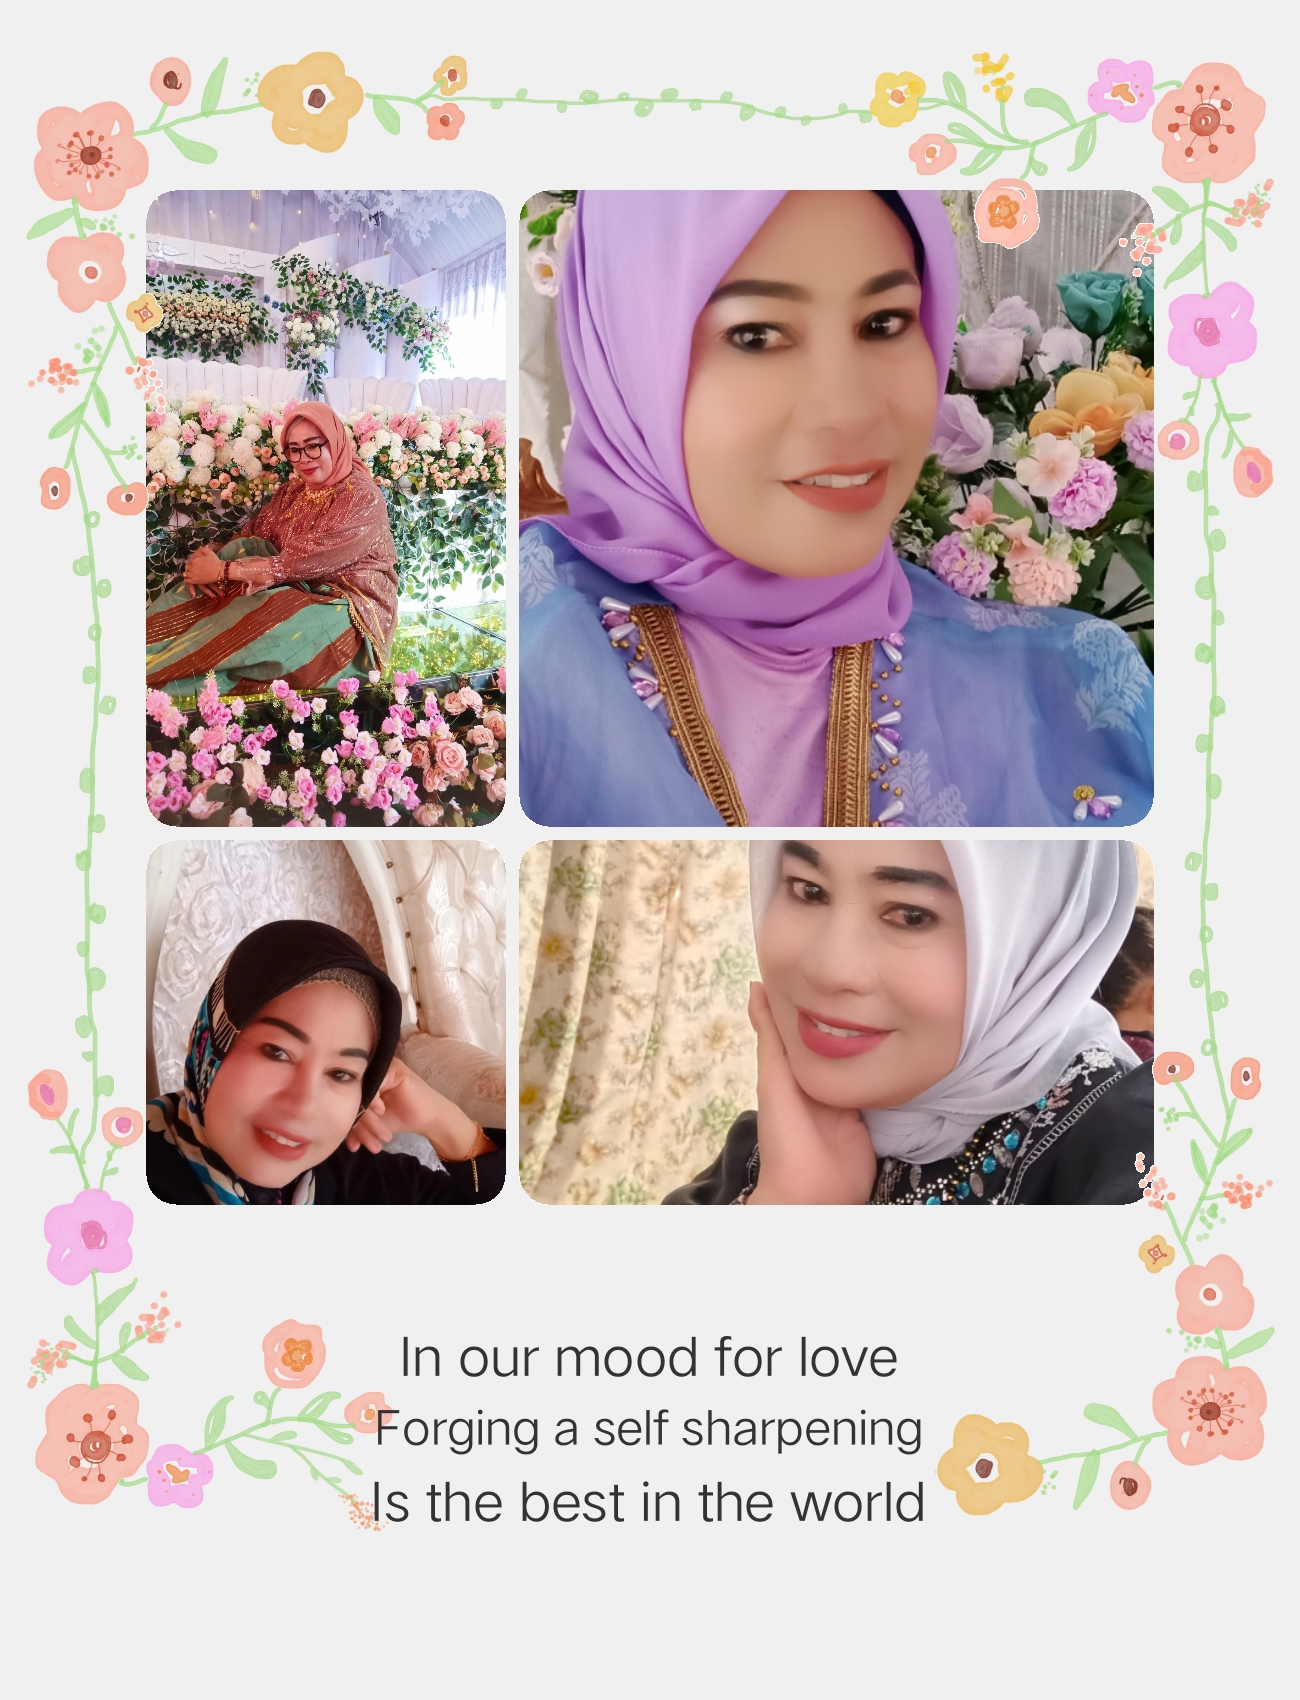 In our mood for love
Forging a self sharpening
Is the best in the world